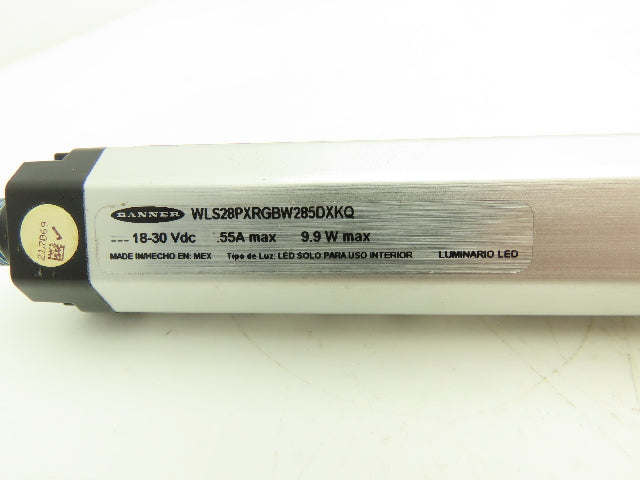 BANNER WLS28PXRGBW285DXKQ
18-30 Vdc .55A max 9.9 W max
MADE IN/HECHO EN: MEX Tipo de Luz: LED SOLO PARA USO INTERIOR LUMINARIO LED
217069